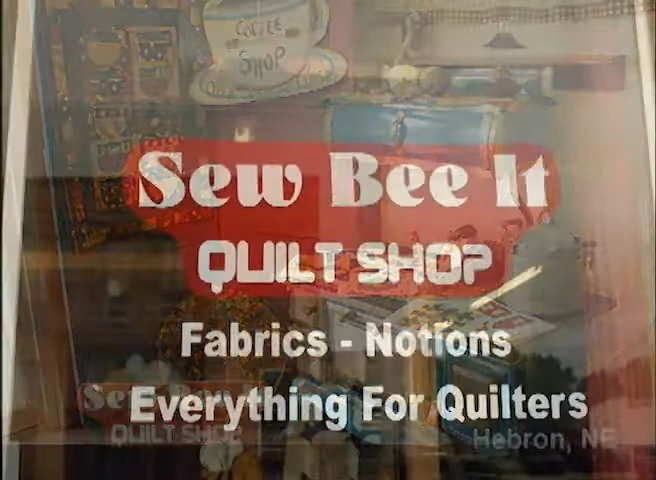 COFFEE
SHOP
Sew Bee It
QUILT SHOP
Fabrics - Notions
Everything For Quilters
Sew Bee It
QUILT SHOP
Hebron, NE